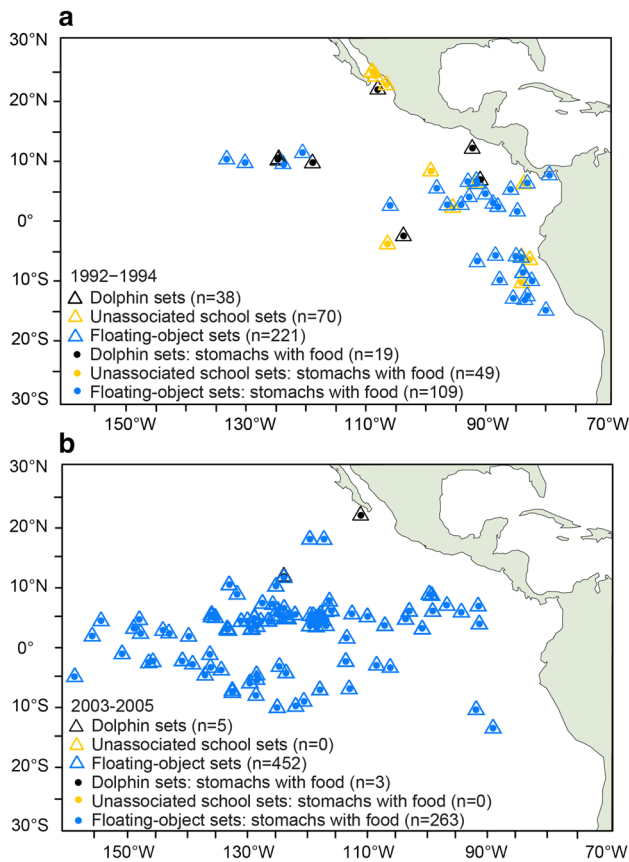 a
30°N
20°N
10°N
0°
10°S
20°S
30°S
1992–1994
Dolphin sets (n=38)
Unassociated school sets (n=70)
Floating-object sets (n=221)
Dolphin sets: stomachs with food (n=19)
Unassociated school sets: stomachs with food (n=49)
Floating-object sets: stomachs with food (n=109)
150°W 130°W 110°W 90°W 70°W
b
30°N
20°N
10°N
0°
10°S
20°S
30°S
2003-2005
Dolphin sets (n=5)
Unassociated school sets (n=0)
Floating-object sets (n=452)
Dolphin sets: stomachs with food (n=3)
Unassociated school sets: stomachs with food (n=0)
Floating-object sets: stomachs with food (n=263)
150°W 130°W 110°W 90°W 70°W